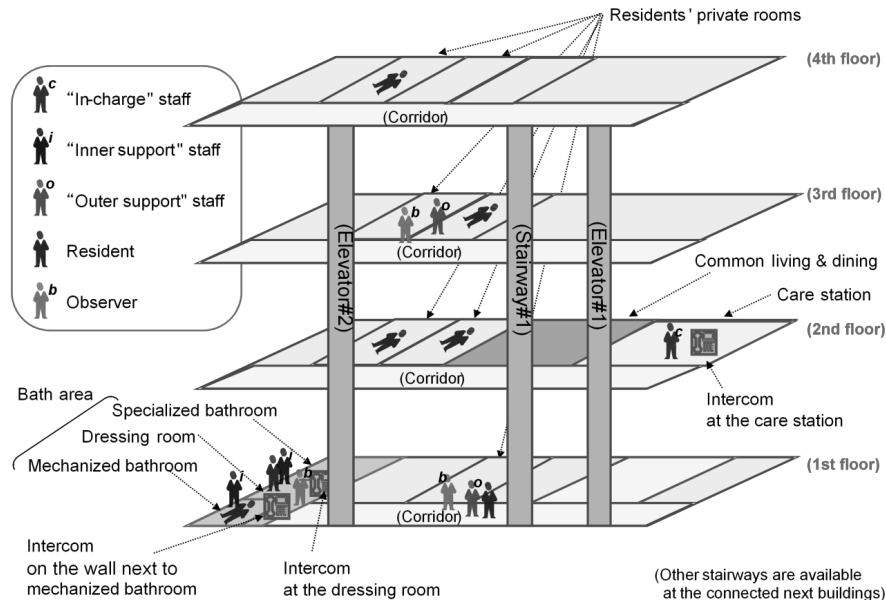 Residents' private rooms
(4th floor)
c
"In-charge" staff
i
"Inner support" staff
o
"Outer support" staff
Resident
b
Observer
(Corridor)
(3rd floor)
b
o
(Corridor)
(Elevator#2)
(Stairway#1)
(Elevator#1)
Common living & dining
Care station
(2nd floor)
c
(Corridor)
Intercom
at the care station
Bath area
Specialized bathroom
Dressing room
Mechanized bathroom
(1st floor)
i
i
b
b
o
(Corridor)
Intercom
on the wall next to
mechanized bathroom
Intercom
at the dressing room
(Other stairways are available
at the connected next buildings)